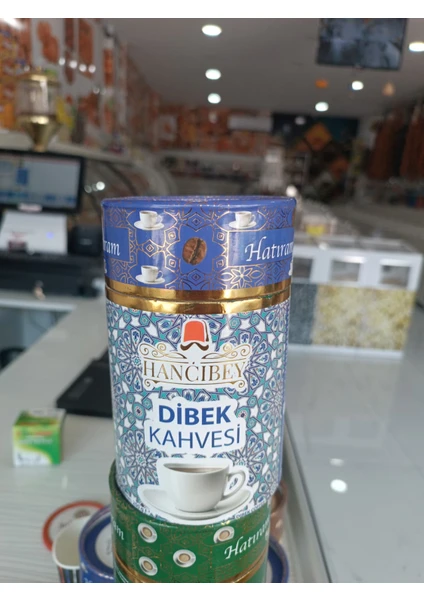 Hatıram
HANCIBEY
DİBEK
KAHVESİ
Hatıram